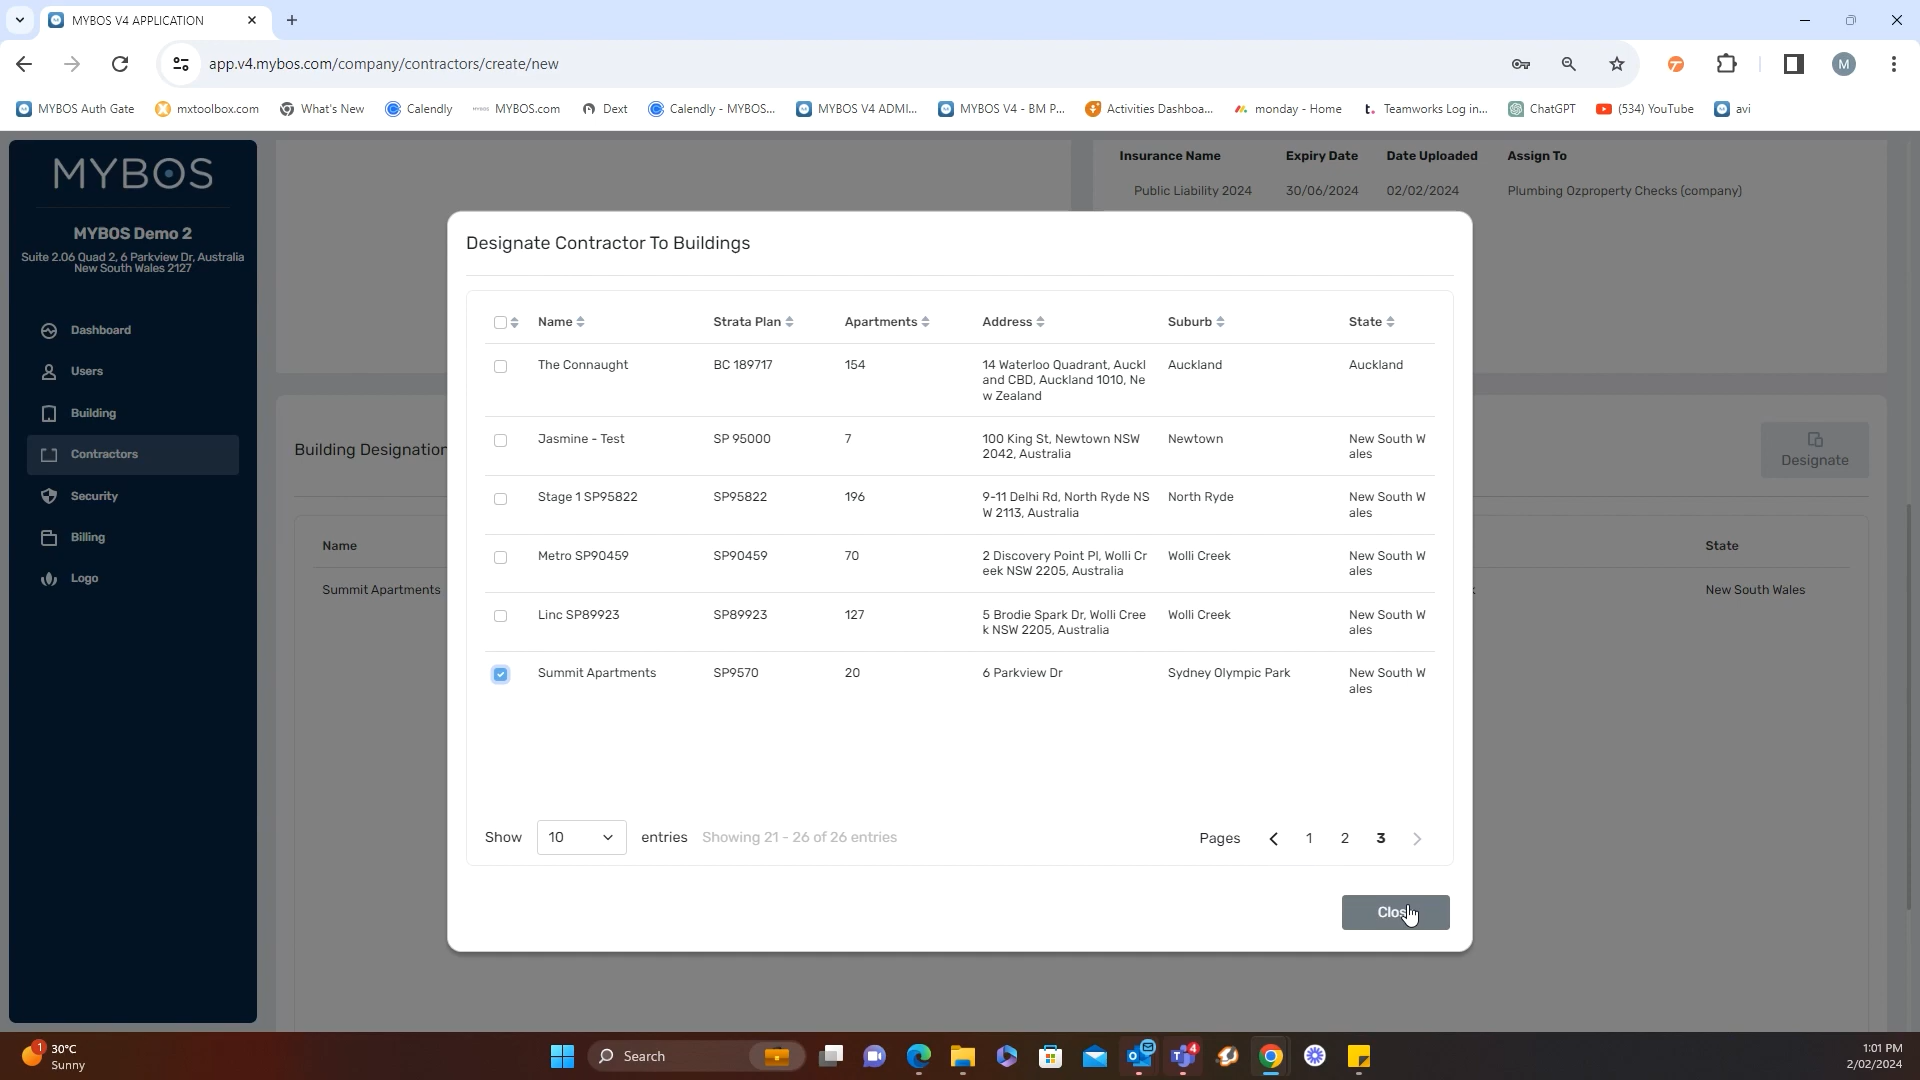 MYBOS V4 APPLICATION
app.v4.mybos.com/company/contractors/create/new
M
MYBOS Auth Gate
mxtoolbox.com
What's New
Calendly
MYBOS.com
Dext
Calendly - MYBOS...
MYBOS V4 ADMI...
MYBOS V4 - BM P...
Activities Dashboa...
monday - Home
Teamworks Log in...
ChatGPT
(534) YouTube
avi
MYBOS
MYBOS Demo 2
Suite 2.06 Quad 2, 6 Parkview Dr, Australia
New South Wales 2127
Dashboard
Users
Building
Contractors
Security
Billing
Logo
Insurance Name Expiry Date Date Uploaded Assign To
Public Liability 2024 30/06/2024 02/02/2024 Plumbing Ozproperty Checks (company)
Building Designation
Designate
Name
State
Summit Apartments
New South Wales
Designate Contractor To Buildings
Name Strata Plan Apartments Address Suburb State
The Connaught BC 189717 154 14 Waterloo Quadrant, Auckl Auckland Auckland
and CBD, Auckland 1010, Ne
w Zealand
Jasmine - Test SP 95000 7 100 King St, Newtown NSW Newtown New South W
2042, Australia ales
Stage 1 SP95822 SP95822 196 9-11 Delhi Rd, North Ryde NS North Ryde New South W
W 2113, Australia ales
Metro SP90459 SP90459 70 2 Discovery Point Pl, Wolli Cr Wolli Creek New South W
eek NSW 2205, Australia ales
Linc SP89923 SP89923 127 5 Brodie Spark Dr, Wolli Cree Wolli Creek New South W
k NSW 2205, Australia ales
Summit Apartments SP9570 20 6 Parkview Dr Sydney Olympic Park New South W
ales
Show 10 entries Showing 21 - 26 of 26 entries Pages 1 2 3
1
30°C
Sunny
Search
4
1:01 PM
2/02/2024